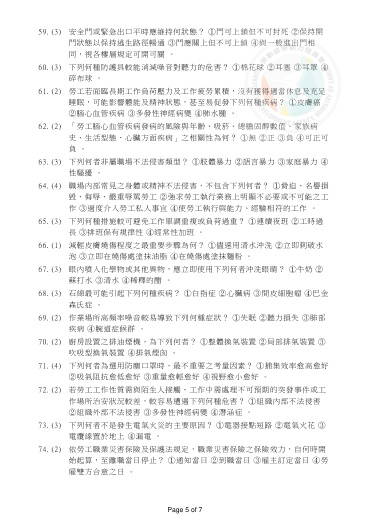 59. (3) 安全門或緊急出口平時應維持何狀態？ ①門可上鎖但不可封死 ②保持開
門狀態以保持逃生路徑暢通 ③門應關上但不可上鎖 ④與一般進出門相
同，視各樓層規定可開可關 。
60. (3) 下列何種防護具較能消減噪音對聽力的危害？ ①棉花球 ②耳塞 ③耳罩 ④
碎布球 。
61. (2) 勞工若面臨長期工作負荷壓力及工作疲勞累積，沒有獲得適當休息及充足
睡眠，可能影響體能及精神狀態，甚至易促發下列何種疾病？ ①皮膚癌
②腦心血管疾病 ③多發性神經病變 ④肺水腫 。
62. (2) 「勞工腦心血管疾病發病的風險與年齡、吸菸、總膽固醇數值、家族病
史、生活型態、心臟方面疾病」之相關性為何？ ①無 ②正 ③負 ④可正可
負 。
63. (3) 下列何者非屬職場不法侵害類型？ ①肢體暴力 ②語言暴力 ③家庭暴力 ④
性騷擾 。
64. (4) 職場內部常見之身體或精神不法侵害，不包含下列何者？ ①脅迫、名譽損
毀、侮辱、嚴重辱罵勞工 ②強求勞工執行業務上明顯不必要或不可能之工
作 ③過度介入勞工私人事宜 ④使勞工執行與能力、經驗相符的工作 。
65. (3) 下列何種措施較可避免工作單調重複或負荷過重？ ①連續夜班 ②工時過
長 ③排班保有規律性 ④經常性加班 。
66. (1) 減輕皮膚燒傷程度之最重要步驟為何？ ①儘速用清水沖洗 ②立即刺破水
泡 ③立即在燒傷處塗抹油脂 ④在燒傷處塗抹麵粉 。
67. (3) 眼內噴入化學物或其他異物，應立即使用下列何者沖洗眼睛？ ①牛奶 ②
蘇打水 ③清水 ④稀釋的醋 。
68. (3) 石綿最可能引起下列何種疾病？ ①白指症 ②心臟病 ③間皮細胞瘤 ④巴金
森氏症 。
69. (2) 作業場所高頻率噪音較易導致下列何種症狀？ ①失眠 ②聽力損失 ③肺部
疾病 ④腕道症候群 。
70. (2) 廚房設置之排油煙機，為下列何者？ ①整體換氣裝置 ②局部排氣裝置 ③
吹吸型換氣裝置 ④排氣煙囪 。
71. (4) 下列何者為選用防塵口罩時，最不重要之考量因素？ ①捕集效率愈高愈好
②吸氣阻抗愈低愈好 ③重量愈輕愈好 ④視野愈小愈好 。
72. (2) 若勞工工作性質需與陌生人接觸、工作中需處理不可預期的突發事件或工
作場所治安狀況較差，較容易遭遇下列何種危害？ ①組織內部不法侵害
②組織外部不法侵害 ③多發性神經病變 ④潛涵症 。
73. (3) 下列何者不是發生電氣火災的主要原因？ ①電器接點短路 ②電氣火花 ③
電纜線置於地上 ④漏電 。
74. (2) 依勞工職業災害保險及保護法規定，職業災害保險之保險效力，自何時開
始起算，至離職當日停止？ ①通知當日 ②到職當日 ③雇主訂定當日 ④勞
雇雙方合意之日 。
Page 5 of 7